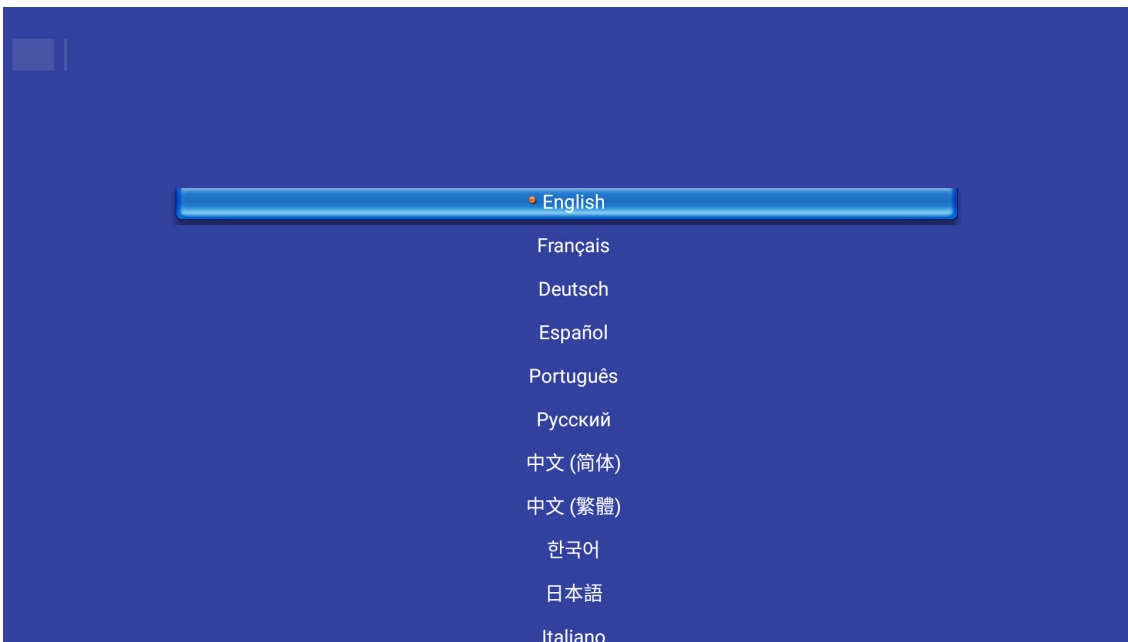 English
Français
Deutsch
Español
Português
Русский
中文 (简体)
中文 (繁體)
한국어
日本語
Italiano